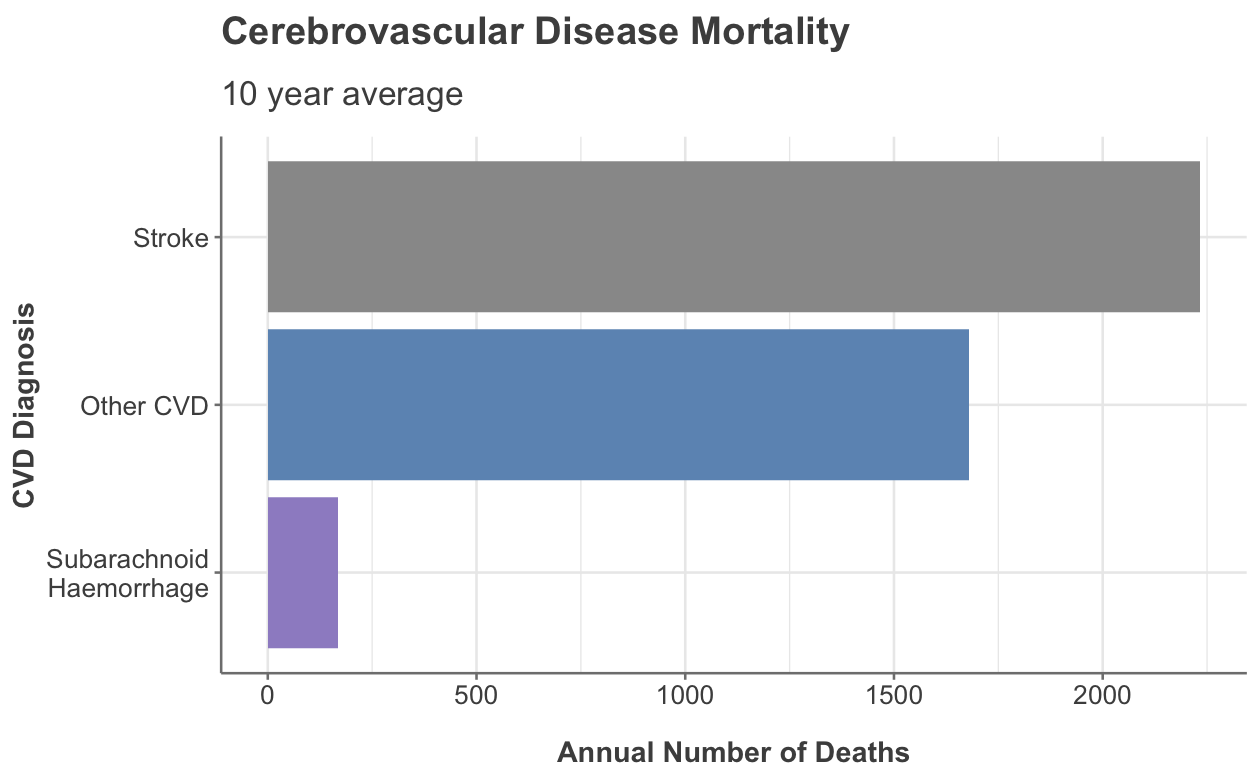 Cerebrovascular Disease Mortality
10 year average
CVD Diagnosis
Stroke
Other CVD
Subarachnoid
Haemorrhage
0 500 1000 1500 2000
Annual Number of Deaths